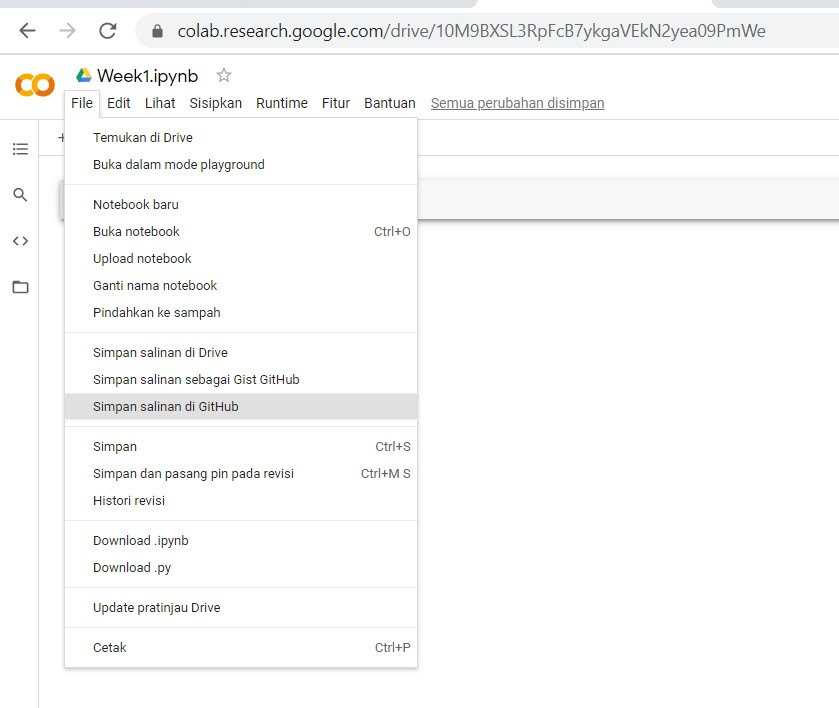 colab.research.google.com/drive/10M9BXSL3RpFcB7ykgaVEkN2yea09PmWe
Week1.ipynb
File Edit Lihat Sisipkan Runtime Fitur Bantuan Semua perubahan disimpan
Temukan di Drive
Buka dalam mode playground
Notebook baru
Buka notebook Ctrl+O
Upload notebook
Ganti nama notebook
Pindahkan ke sampah
Simpan salinan di Drive
Simpan salinan sebagai Gist GitHub
Simpan salinan di GitHub
Simpan Ctrl+S
Simpan dan pasang pin pada revisi Ctrl+M S
Histori revisi
Download .ipynb
Download .py
Update pratinjau Drive
Cetak Ctrl+P